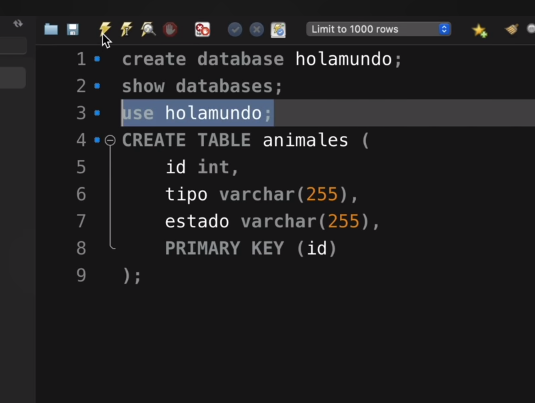 Limit to 1000 rows
1 create database holamundo;
2 show databases;
3 use holamundo;
4 CREATE TABLE animales (
5 id int,
6 tipo varchar(255),
7 estado varchar(255),
8 PRIMARY KEY (id)
9 );